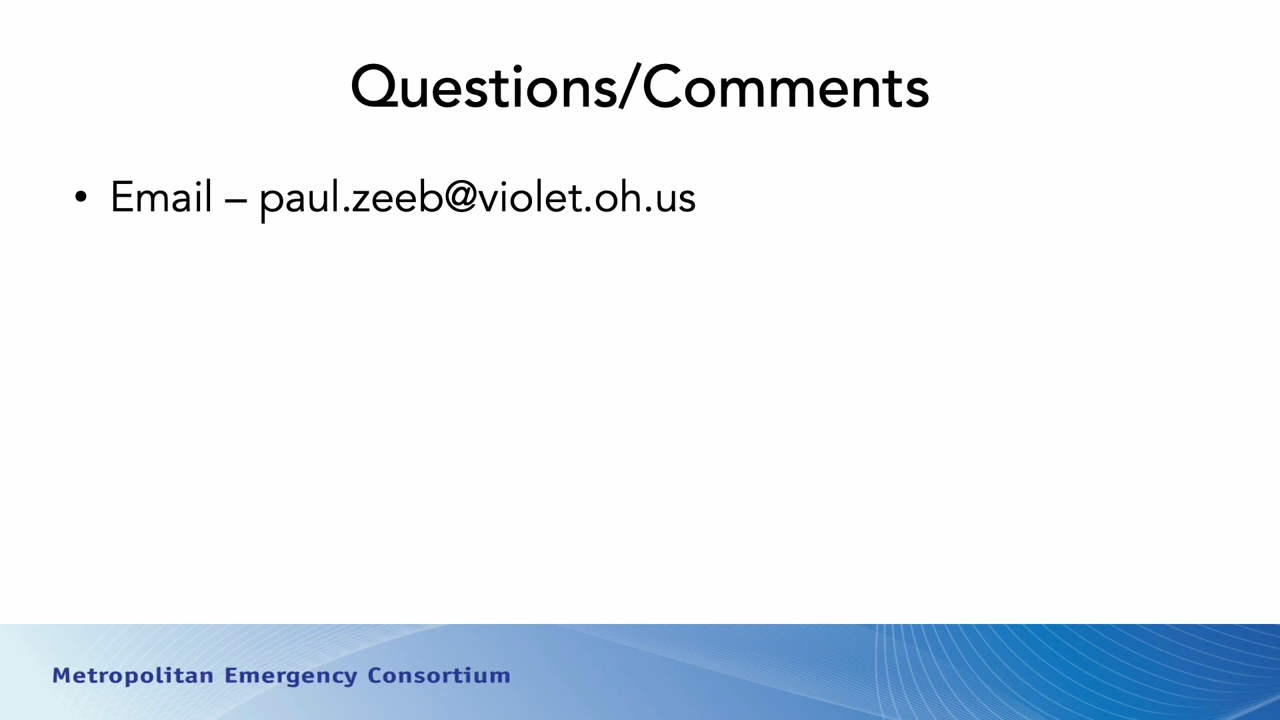 Questions/Comments
• Email – paul.zeeb@violet.oh.us
Metropolitan Emergency Consortium